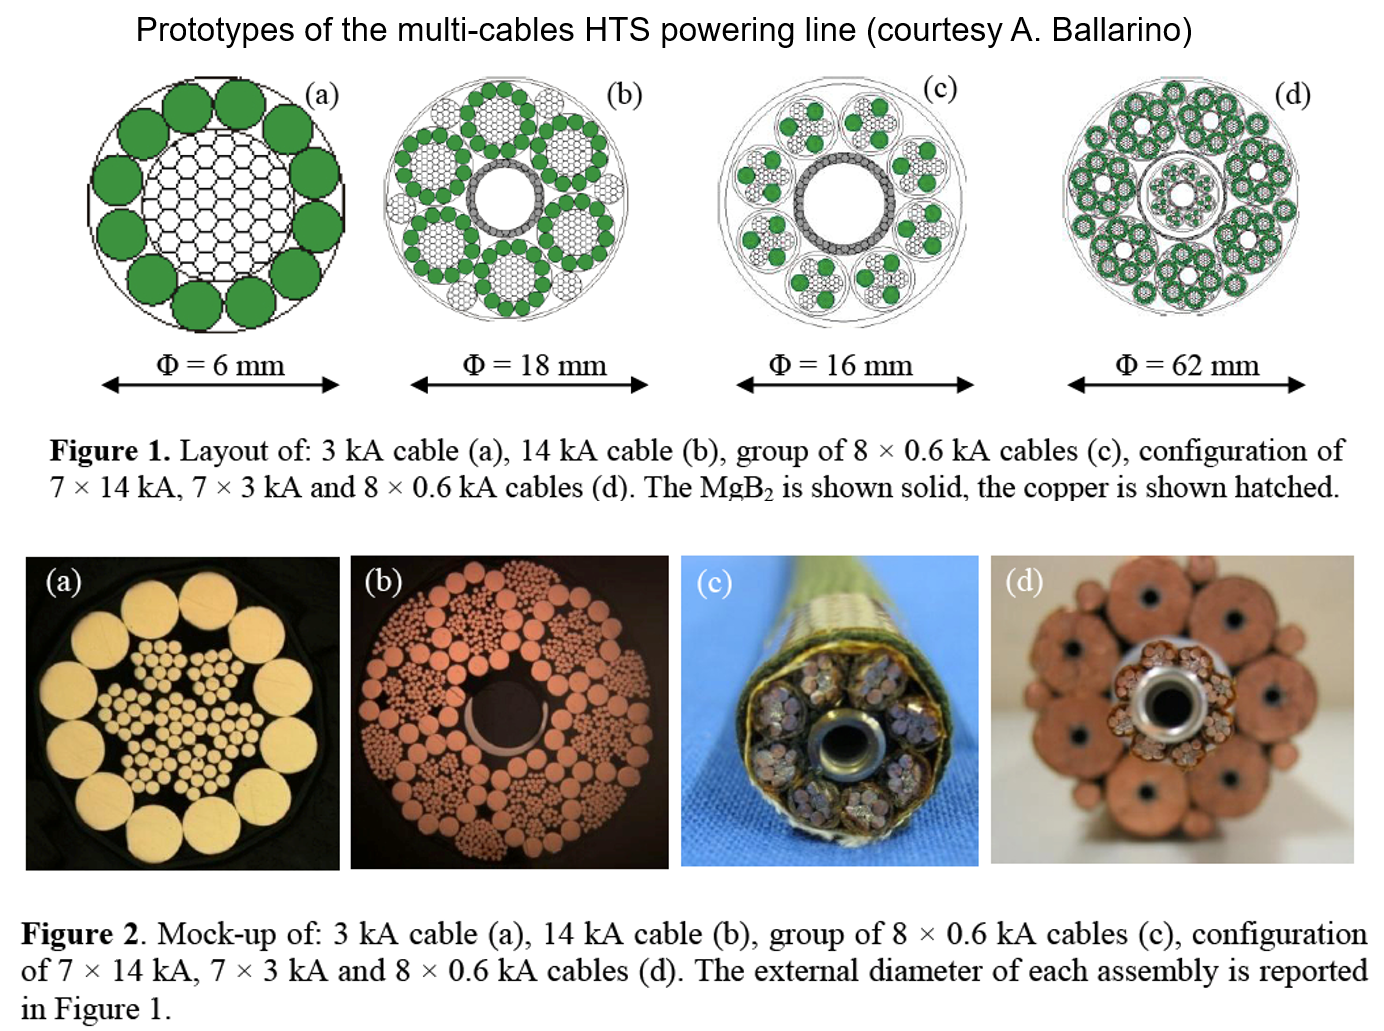 Prototypes of the multi-cables HTS powering line (courtesy A. Ballarino)
(a) (b) (c) (d)
Φ = 6 mm Φ = 18 mm Φ = 16 mm Φ = 62 mm
Figure 1. Layout of: 3 kA cable (a), 14 kA cable (b), group of 8 × 0.6 kA cables (c), configuration of
7 × 14 kA, 7 × 3 kA and 8 × 0.6 kA cables (d). The MgB₂ is shown solid, the copper is shown hatched.
(a) (b) (c) (d)
Figure 2. Mock-up of: 3 kA cable (a), 14 kA cable (b), group of 8 × 0.6 kA cables (c), configuration
of 7 × 14 kA, 7 × 3 kA and 8 × 0.6 kA cables (d). The external diameter of each assembly is reported
in Figure 1.